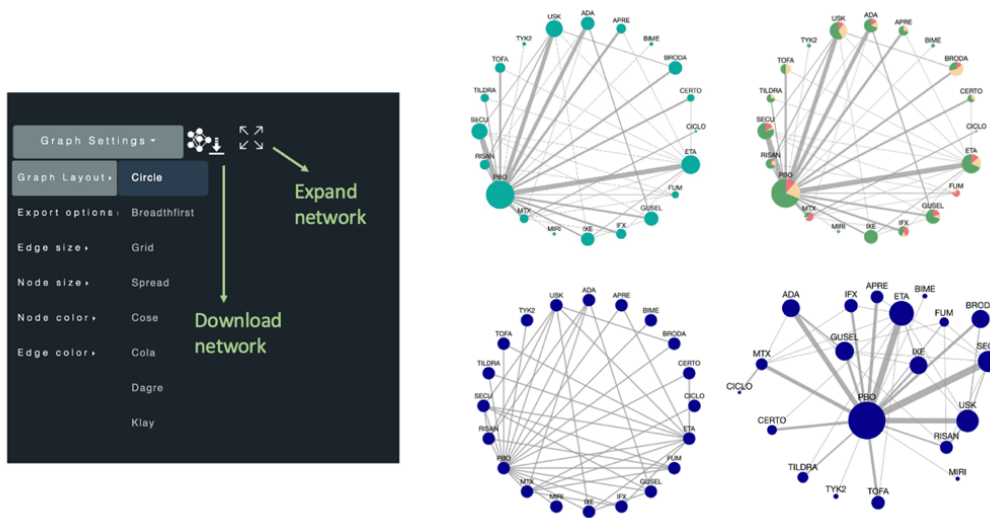 Graph Settings
Graph Layout
Circle
Export options
Breadthfirst
Edge size
Grid
Node size
Spread
Node color
Cose
Edge color
Cola
Dagre
Klay
Expand
network
Download
network
USK
ADA
APRE
TYK2
BIME
TOFA
BRODA
TILDRA
CERTO
SECU
CICLO
RISAN
ETA
PBO
FUM
MTX
GUSEL
MIRI
IXE
IFX
USK
ADA
APRE
TYK2
BIME
TOFA
BRODA
TILDRA
CERTO
SECU
CICLO
RISAN
ETA
PBO
FUM
MTX
GUSEL
MIRI
IXE
IFX
USK
ADA
APRE
TYK2
BIME
TOFA
BRODA
TILDRA
CERTO
SECU
CICLO
RISAN
ETA
PBO
FUM
MTX
GUSEL
MIRI
IXE
IFX
ADA
IFX
APRE
ETA
BIME
BROD
FUM
GUSEL
IXE
SEC
MTX
CICLO
PBO
USK
CERTO
RISAN
TILDRA
TYK2
TOFA
MIRI